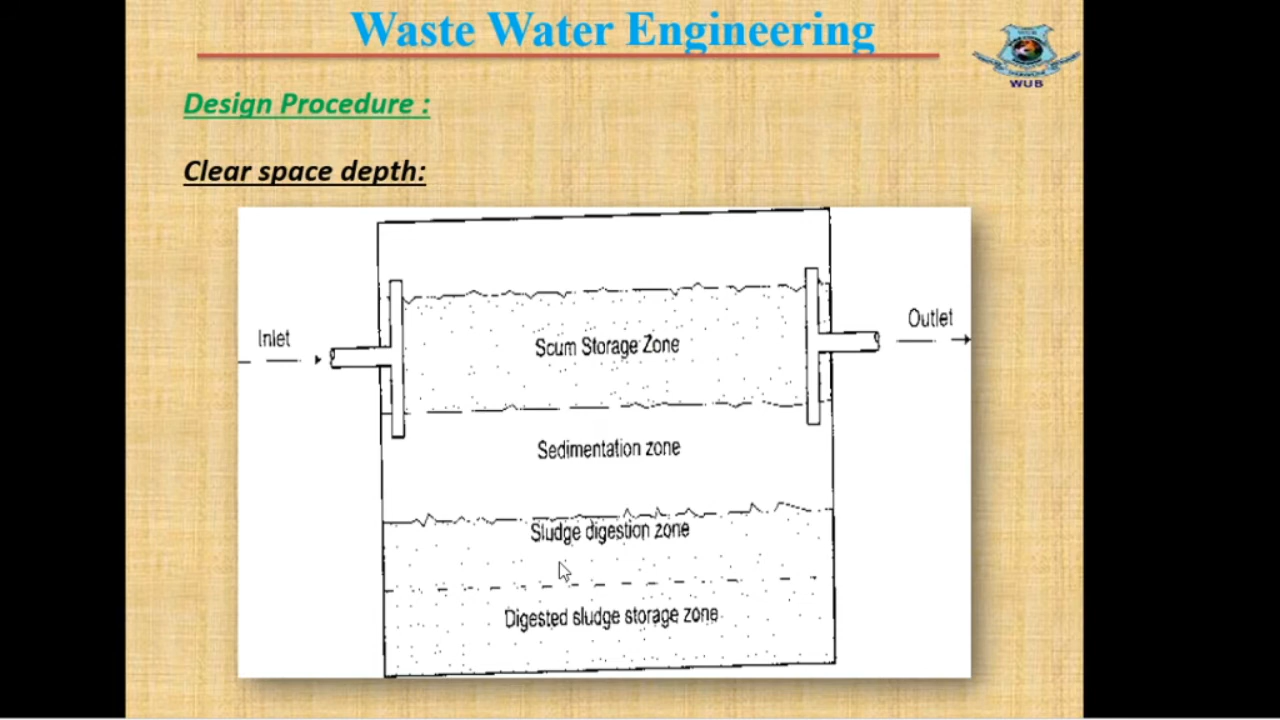 Waste Water Engineering
WUB
Design Procedure :
Clear space depth:
Inlet
Outlet
Scum Storage Zone
Sedimentation zone
Sludge digestion zone
Digested sludge storage zone